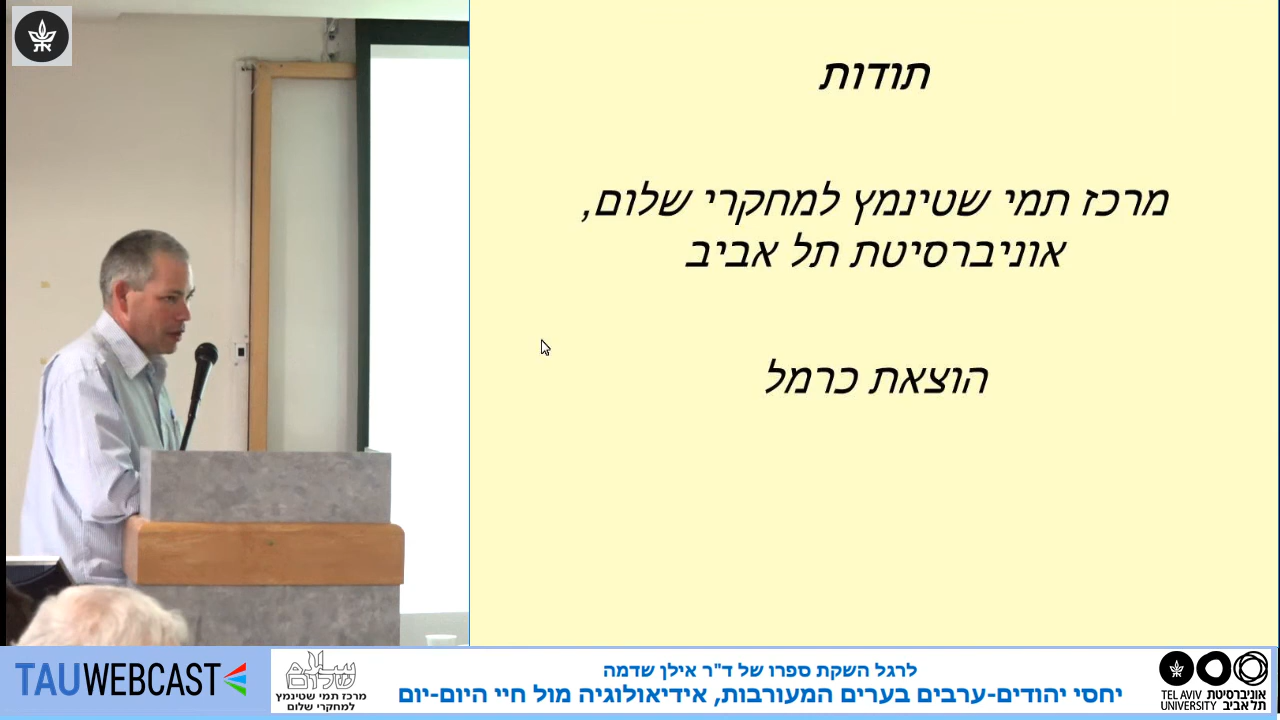 תודות
מרכז תמי שטינמץ למחקרי שלום,
אוניברסיטת תל אביב
הוצאת כרמל
לרגל השקת ספרו של ד"ר אילן שדמה
יחסי יהודים-ערבים בערים המעורבות, אידיאולוגיה מול חיי היום-יום
TAUWEBCAST
שלום
מרכז תמי שטינמץ
למחקרי שלום
TEL AVIV אוניברסיטת
UNIVERSITY תל אביב